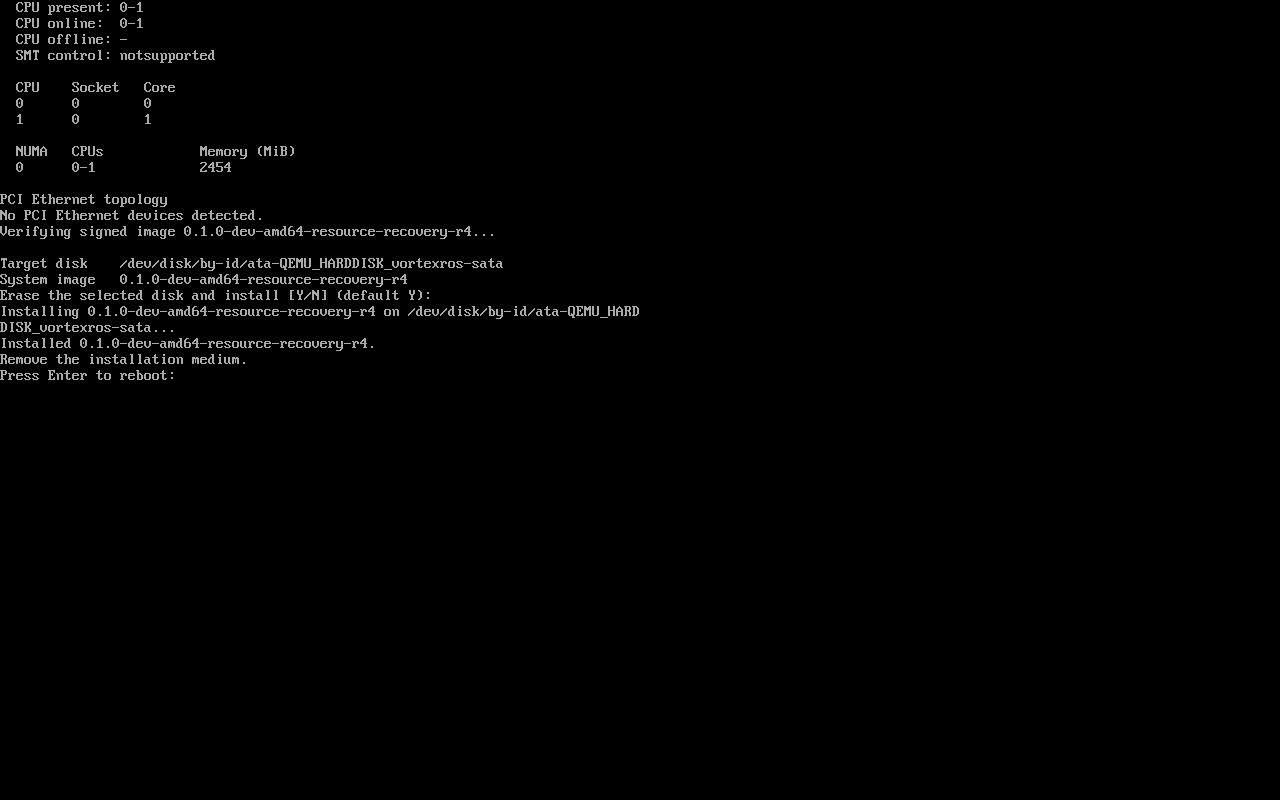 CPU present: 0-1
CPU online:  0-1
CPU offline: -
SMT control: notsupported
CPU    Socket   Core
0      0        0
1      0        1
NUMA   CPUs            Memory (MiB)
0      0-1             2454
PCI Ethernet topology
No PCI Ethernet devices detected.
Verifying signed image 0.1.0-dev-amd64-resource-recovery-r4...
Target disk    /dev/disk/by-id/ata-QEMU_HARDDISK_vortexros-sata
System image   0.1.0-dev-amd64-resource-recovery-r4
Erase the selected disk and install [Y/N] (default Y):
Installing 0.1.0-dev-amd64-resource-recovery-r4 on /dev/disk/by-id/ata-QEMU_HARD
DISK_vortexros-sata...
Installed 0.1.0-dev-amd64-resource-recovery-r4.
Remove the installation medium.
Press Enter to reboot: